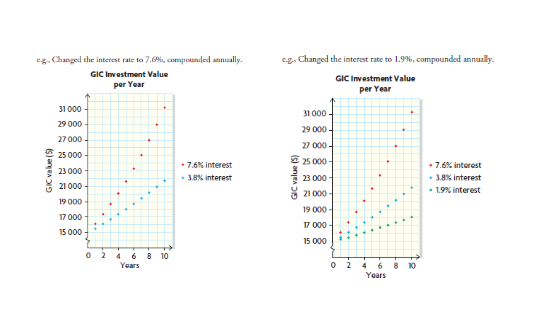 e.g., Changed the interest rate to 7.6%, compounded annually.
GIC Investment Value
per Year
GIC value ($)
31 000
29 000
27 000
25 000
23 000
21 000
19 000
17 000
15 000
0 2 4 6 8 10
Years
7.6% interest
3.8% interest
e.g., Changed the interest rate to 1.9%, compounded annually.
GIC Investment Value
per Year
GIC value ($)
31 000
29 000
27 000
25 000
23 000
21 000
19 000
17 000
15 000
0 2 4 6 8 10
Years
7.6% interest
3.8% interest
1.9% interest